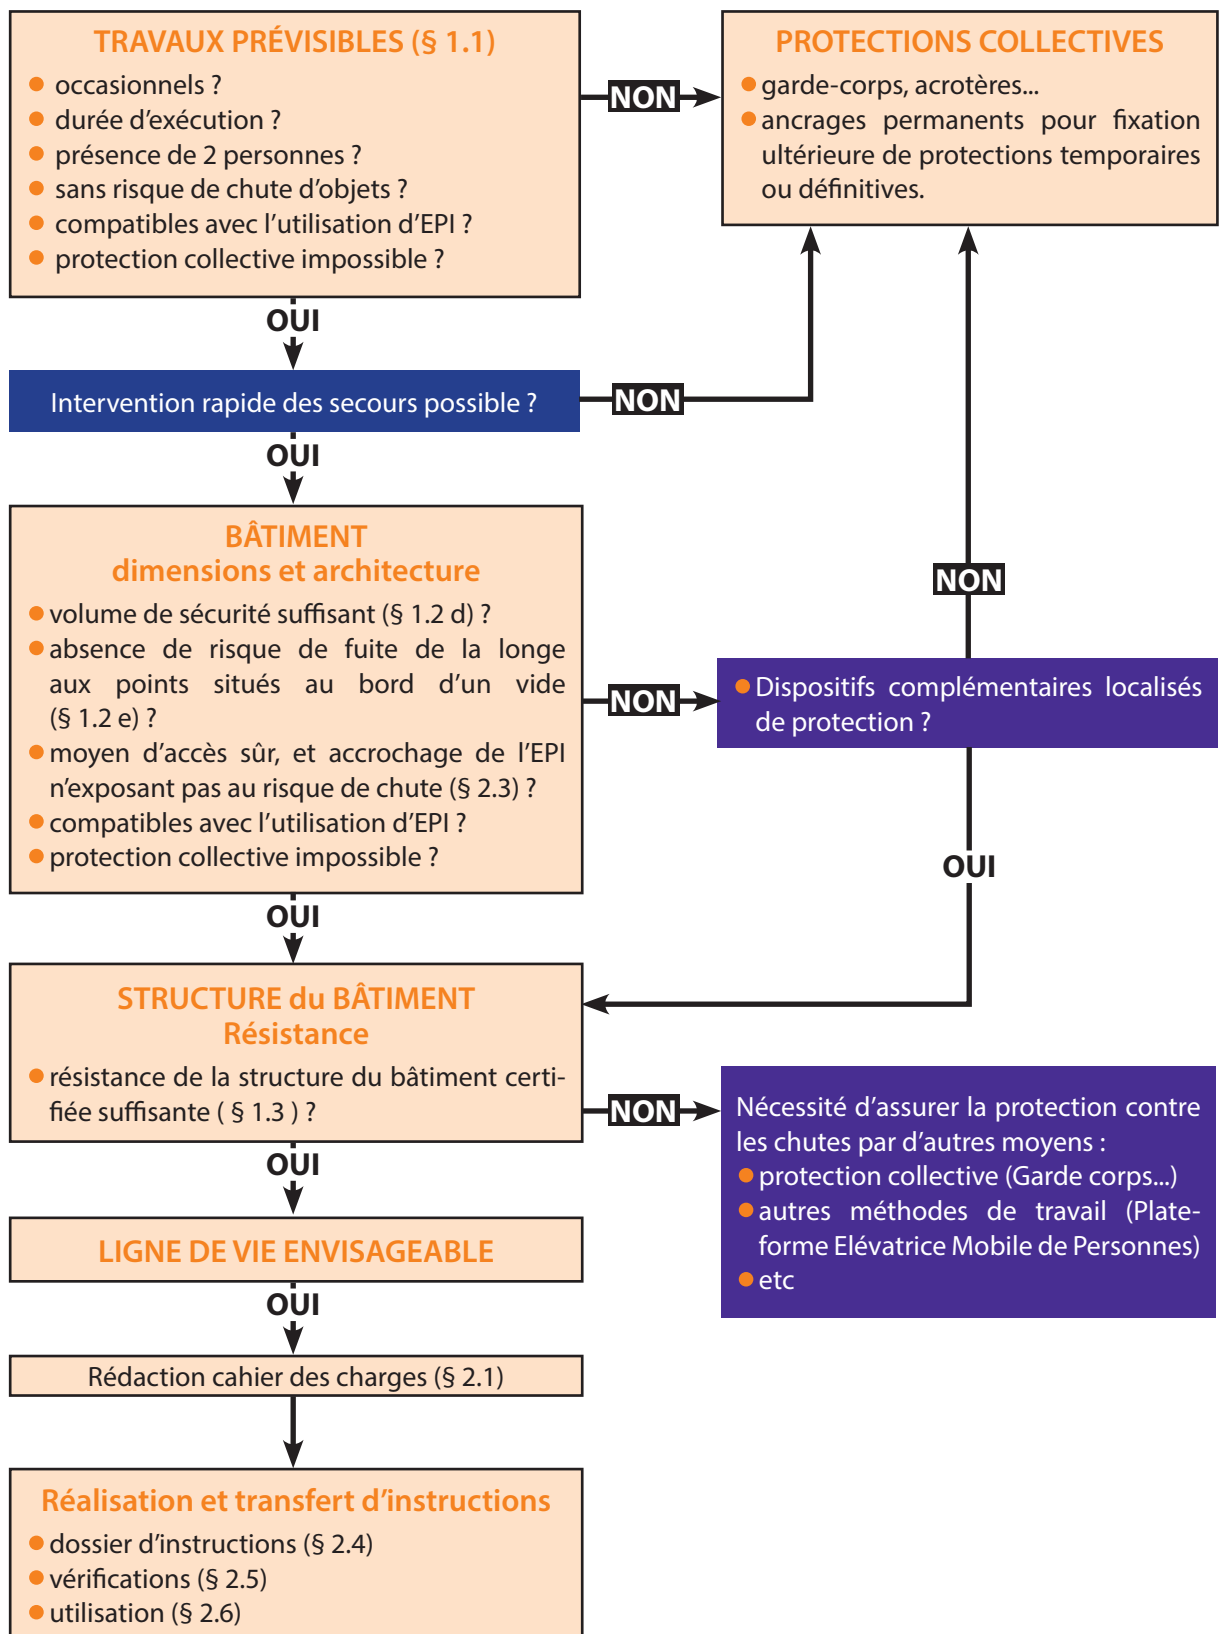 TRAVAUX PRÉVISIBLES (§ 1.1)
occasionnels ?
durée d’exécution ?
présence de 2 personnes ?
sans risque de chute d’objets ?
compatibles avec l’utilisation d’EPI ?
protection collective impossible ?
NON
PROTECTIONS COLLECTIVES
garde-corps, acrotères...
ancrages permanents pour fixation
ultérieure de protections temporaires
ou définitives.
OUI
Intervention rapide des secours possible ?
NON
OUI
BÂTIMENT
dimensions et architecture
volume de sécurité suffisant (§ 1.2 d) ?
absence de risque de fuite de la longe
aux points situés au bord d’un vide
(§ 1.2 e) ?
moyen d’accès sûr, et accrochage de l’EPI
n’exposant pas au risque de chute (§ 2.3) ?
compatibles avec l’utilisation d’EPI ?
protection collective impossible ?
NON
NON
Dispositifs complémentaires localisés
de protection ?
OUI
OUI
STRUCTURE du BÂTIMENT
Résistance
résistance de la structure du bâtiment certi-
fiée suffisante ( § 1.3 ) ?
NON
Nécessité d’assurer la protection contre
les chutes par d’autres moyens :
protection collective (Garde corps...)
autres méthodes de travail (Plate-
forme Elévatrice Mobile de Personnes)
etc
OUI
LIGNE DE VIE ENVISAGEABLE
OUI
Rédaction cahier des charges (§ 2.1)
Réalisation et transfert d’instructions
dossier d’instructions (§ 2.4)
vérifications (§ 2.5)
utilisation (§ 2.6)